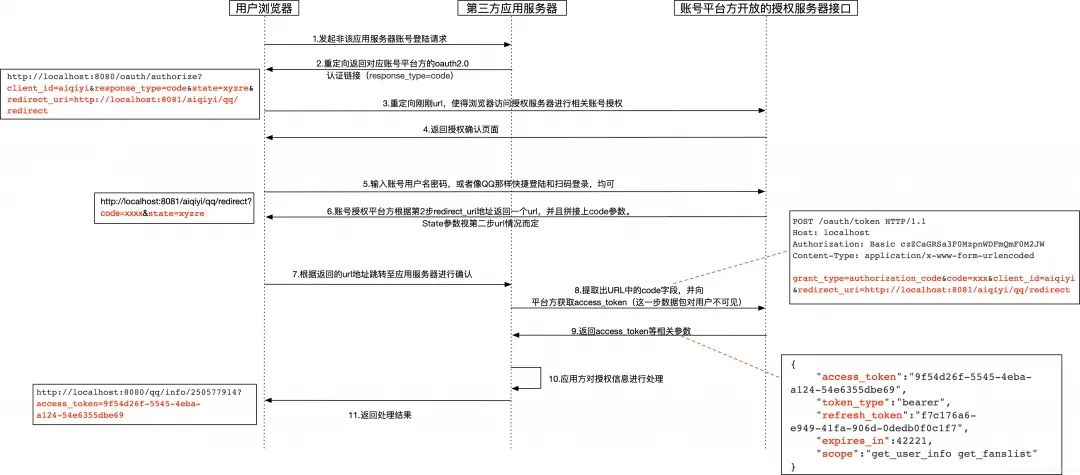 用户浏览器
第三方应用服务器
账号平台方开放的授权服务器接口
1.发起非该应用服务器账号登陆请求
2.重定向返回对应账号平台方的oauth2.0
认证链接（response_type=code）
http://localhost:8080/oauth/authorize?
client_id=aiqiyi&response_type=code&state=xyzre&
redirect_uri=http://localhost:8081/aiqiyi/qq/
redirect
3.重定向刚刚url，使得浏览器访问授权服务器进行相关账号授权
4.返回授权确认页面
5.输入账号用户名密码，或者像QQ那样快捷登陆和扫码登录，均可
http://localhost:8081/aiqiyi/qq/redirect?
code=xxxx&state=xyzre
6.账号授权平台方根据第2步redirect_uri地址返回一个url，并且拼接上code参数。
State参数视第二步url情况而定
POST /oauth/token HTTP/1.1
Host: localhost
Authorization: Basic czZCaGRSa3F0MzpnWDFmQmF0M2JW
Content-Type: application/x-www-form-urlencoded
grant_type=authorization_code&code=xxx&client_id=aiqiyi
&redirect_uri=http://localhost:8081/aiqiyi/qq/redirect
7.根据返回的url地址跳转至应用服务器进行确认
8.提取出URL中的code字段，并向
平台方获取access_token（这一步数据包对用户不可见）
9.返回access_token等相关参数
{
"access_token":"9f54d26f-5545-4eba-
a124-54e6355dbe69",
"token_type":"bearer",
"refresh_token":"f7c176a6-
e949-41fa-906d-0dedb0f0c1f7",
"expires_in":42221,
"scope":"get_user_info get_fanslist"
}
10.应用方对授权信息进行处理
http://localhost:8080/qq/info/250577914?
access_token=9f54d26f-5545-4eba-
a124-54e6355dbe69
11.返回处理结果